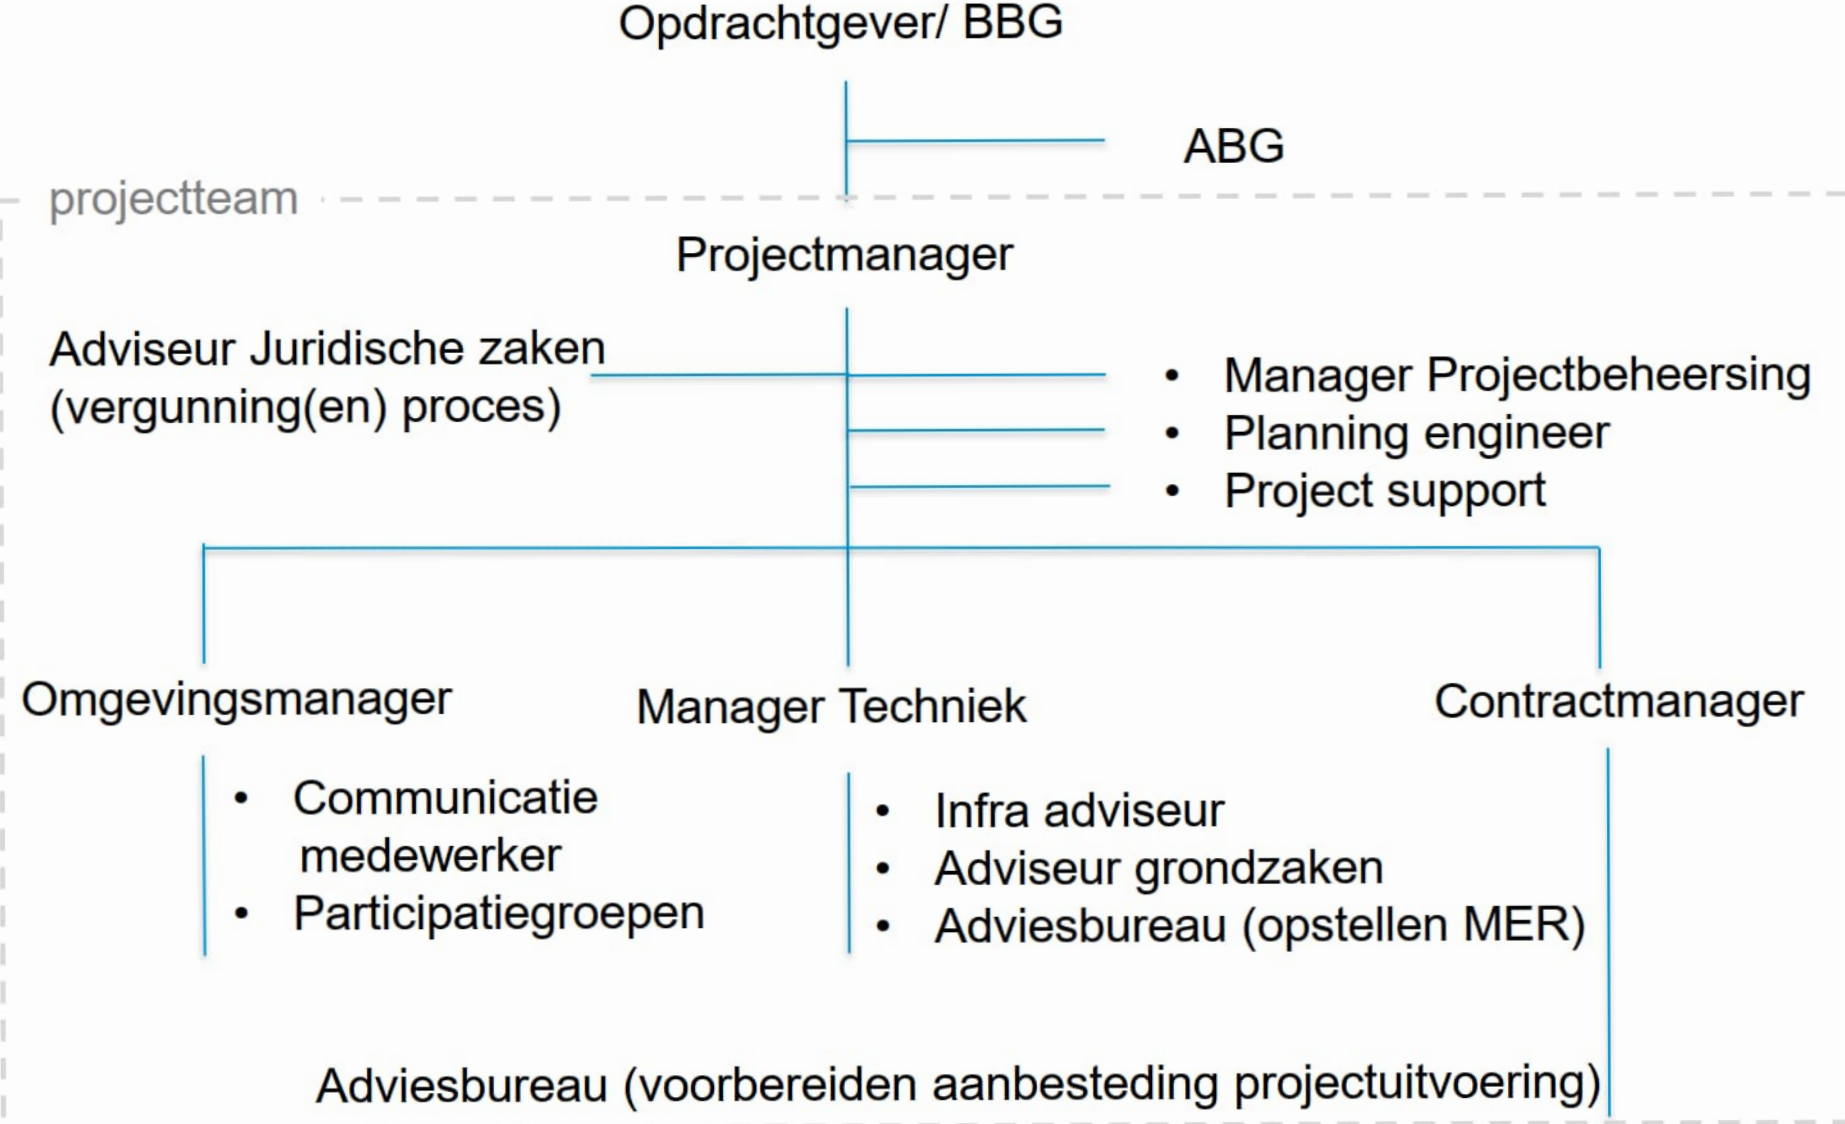 Opdrachtgever/ BBG
ABG
projectteam
Projectmanager
Adviseur Juridische zaken
(vergunning(en) proces)
• Manager Projectbeheersing
• Planning engineer
• Project support
Omgevingsmanager
• Communicatie
medewerker
• Participatiegroepen
Manager Techniek
• Infra adviseur
• Adviseur grondzaken
• Adviesbureau (opstellen MER)
Contractmanager
Adviesbureau (voorbereiden aanbesteding projectuitvoering)